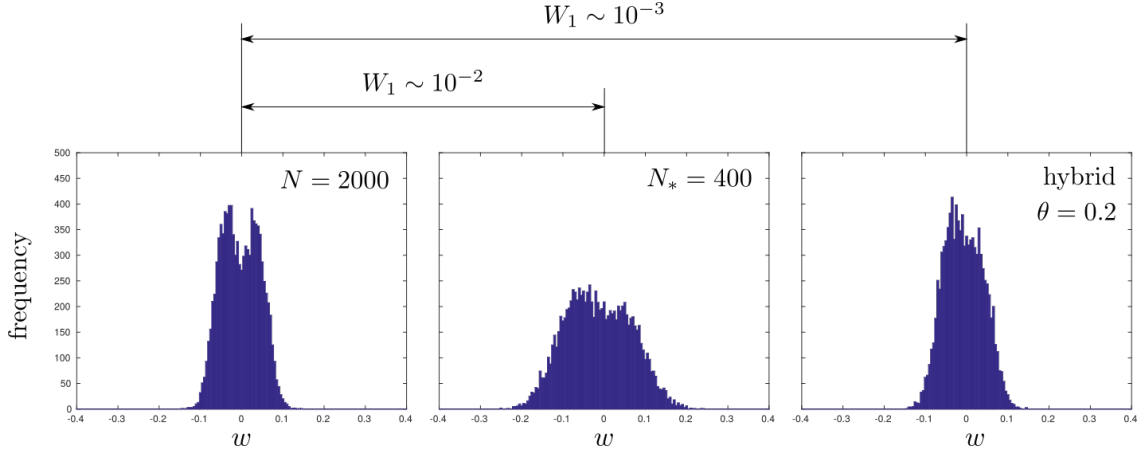 W₁ ∼ 10⁻³
W₁ ∼ 10⁻²
frequency
500
450
400
350
300
250
200
150
100
50
0
N = 2000
-0.4 -0.3 -0.2 -0.1 0 0.1 0.2 0.3 0.4
w
N∗ = 400
-0.4 -0.3 -0.2 -0.1 0 0.1 0.2 0.3 0.4
w
hybrid
θ = 0.2
-0.4 -0.3 -0.2 -0.1 0 0.1 0.2 0.3 0.4
w